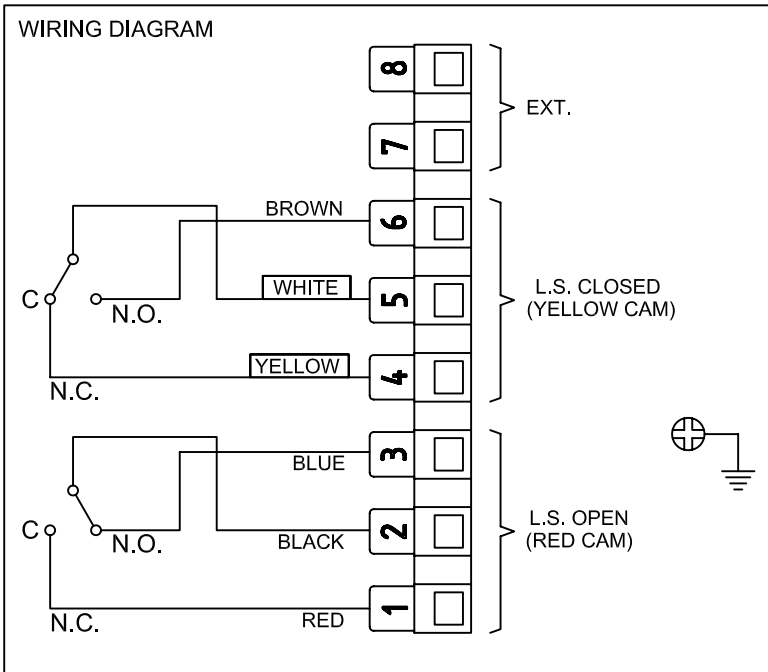 WIRING DIAGRAM
8
EXT.
7
BROWN
6
WHITE
5
L.S. CLOSED
(YELLOW CAM)
C
N.O.
YELLOW
4
N.C.
BLUE
3
BLACK
2
L.S. OPEN
(RED CAM)
C
N.O.
RED
1
N.C.